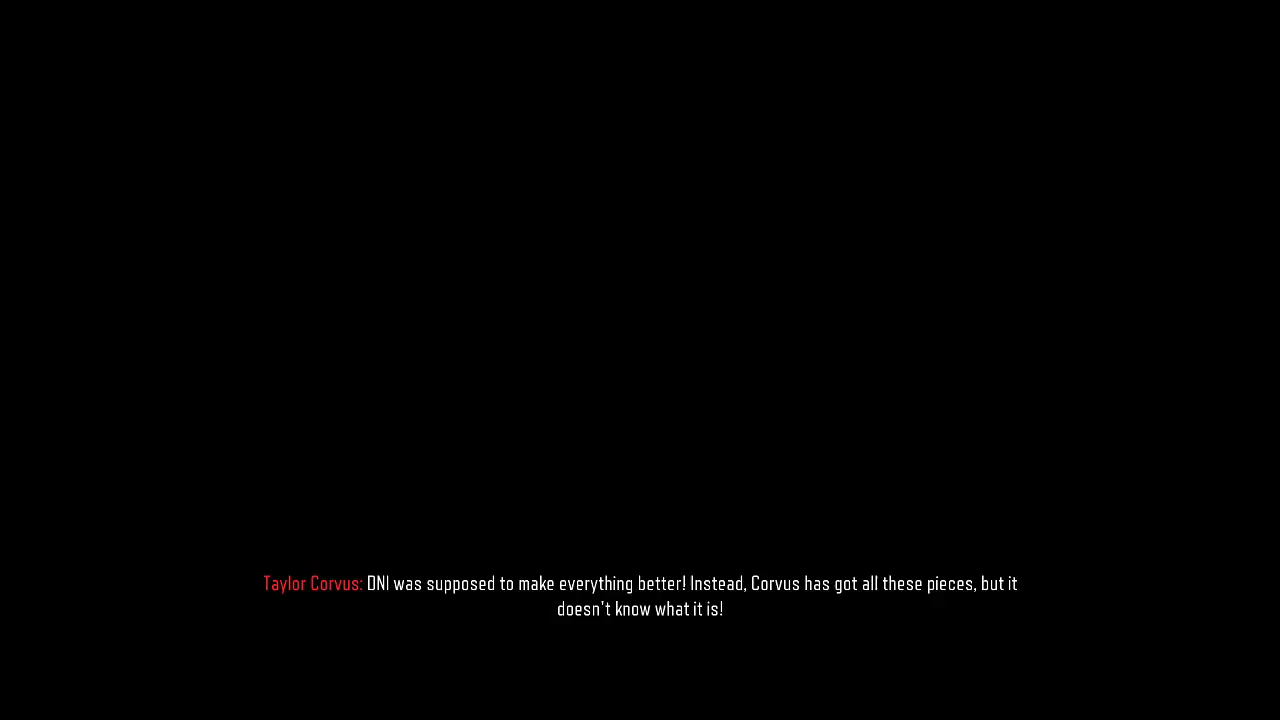 Taylor Corvus: DNI was supposed to make everything better! Instead, Corvus has got all these pieces, but it
doesn't know what it is!